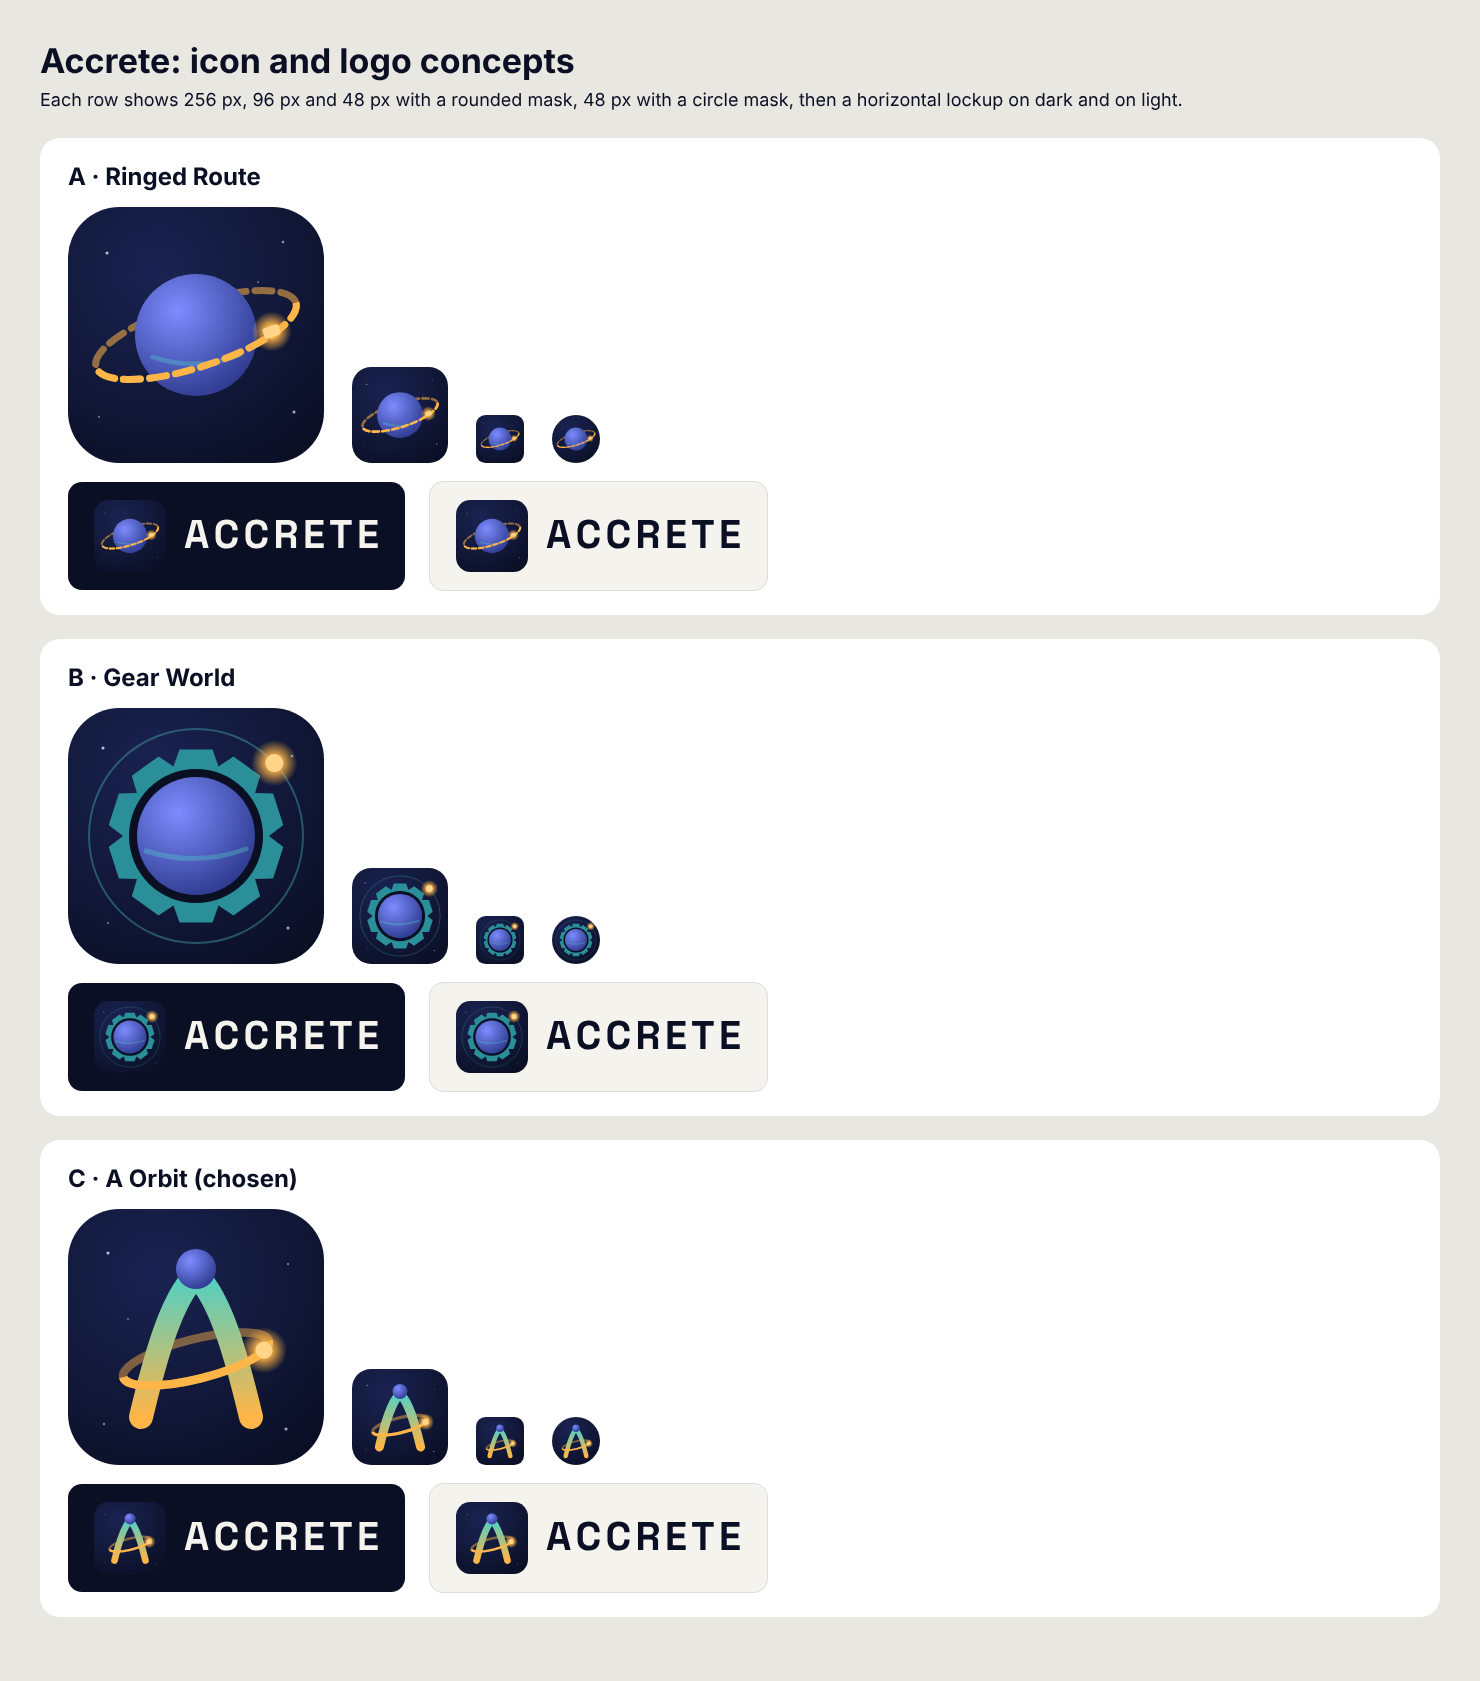 Accrete: icon and logo concepts
Each row shows 256 px, 96 px and 48 px with a rounded mask, 48 px with a circle mask, then a horizontal lockup on dark and on light.
A · Ringed Route
ACCRETE
ACCRETE
B · Gear World
ACCRETE
ACCRETE
C · A Orbit (chosen)
ACCRETE
ACCRETE